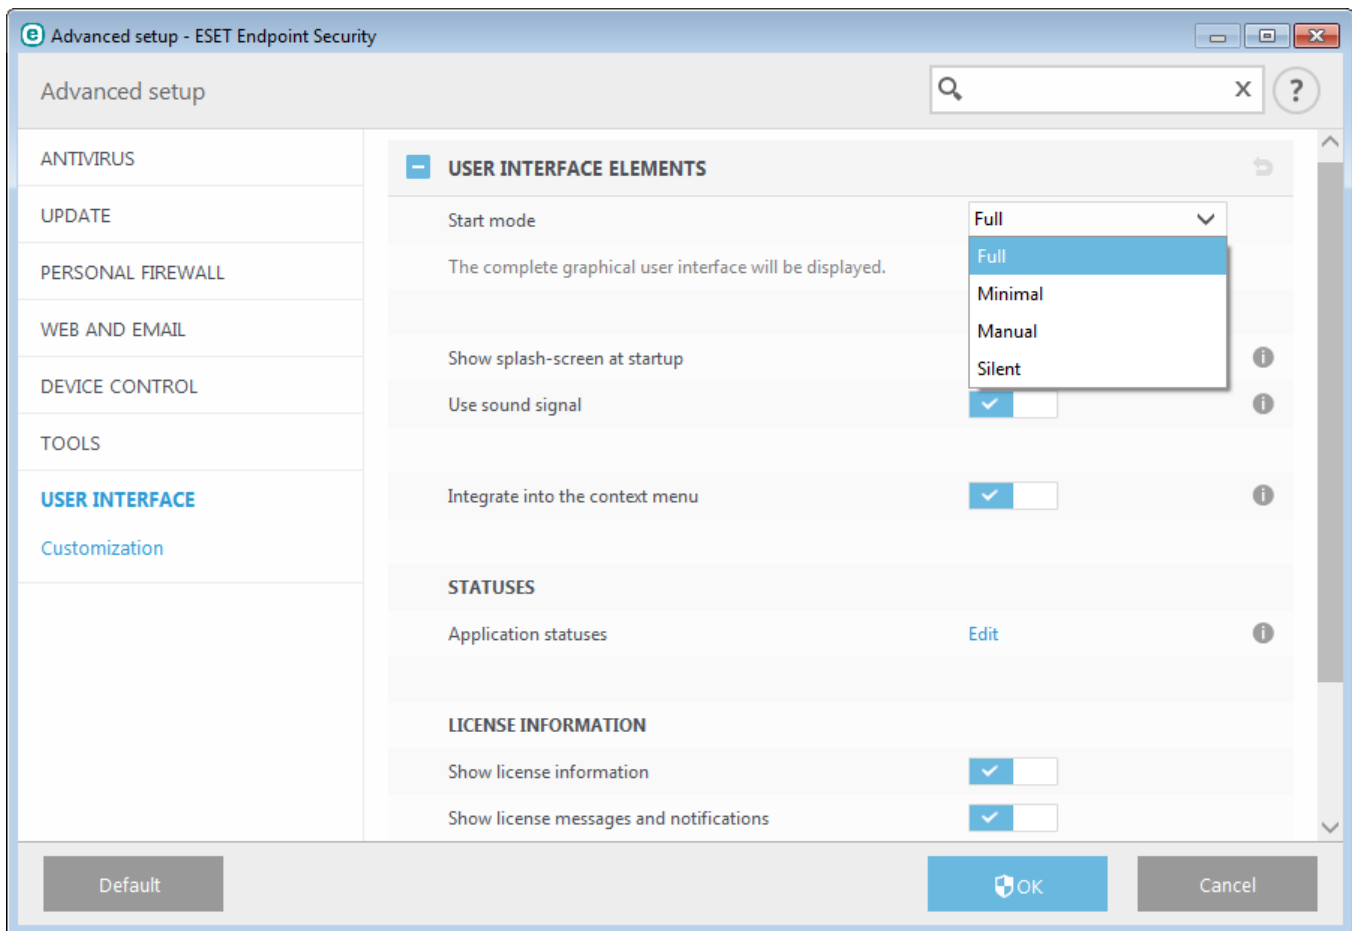 Advanced setup - ESET Endpoint Security
Advanced setup
ANTIVIRUS
UPDATE
PERSONAL FIREWALL
WEB AND EMAIL
DEVICE CONTROL
TOOLS
USER INTERFACE
Customization
USER INTERFACE ELEMENTS
Start mode
Full
The complete graphical user interface will be displayed.
Full
Minimal
Manual
Silent
Show splash-screen at startup
Use sound signal
Integrate into the context menu
STATUSES
Application statuses Edit
LICENSE INFORMATION
Show license information
Show license messages and notifications
Default
OK
Cancel